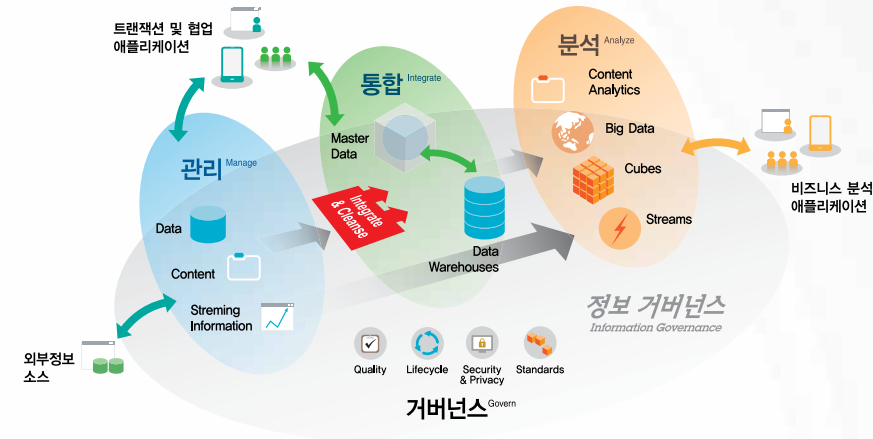 트랜잭션 및 협업
애플리케이션
관리 Manage
Data
Content
Streming
Information
외부정보
소스
통합 Integrate
Master
Data
Integrate
& Cleanse
Data
Warehouses
분석 Analyze
Content
Analytics
Big Data
Cubes
Streams
비즈니스 분석
애플리케이션
정보 거버넌스
Information Governance
Quality
Lifecycle
Security
& Privacy
Standards
거버넌스 Govern